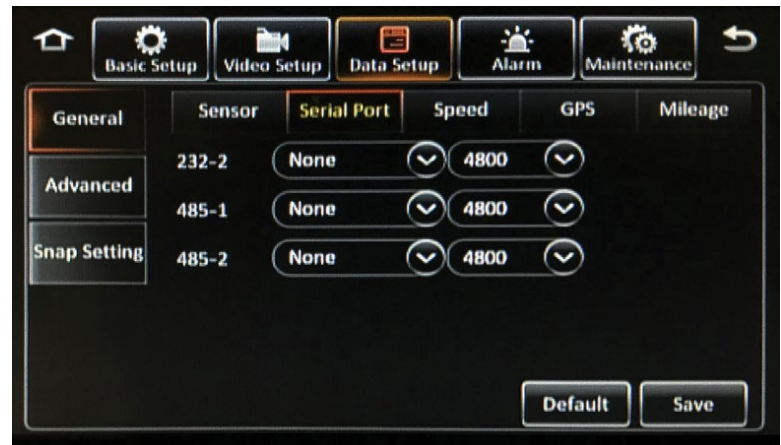 Basic Setup Video Setup Data Setup Alarm Maintenance
General Sensor Serial Port Speed GPS Mileage
232-2 None 4800
Advanced
485-1 None 4800
Snap Setting
485-2 None 4800
Default Save